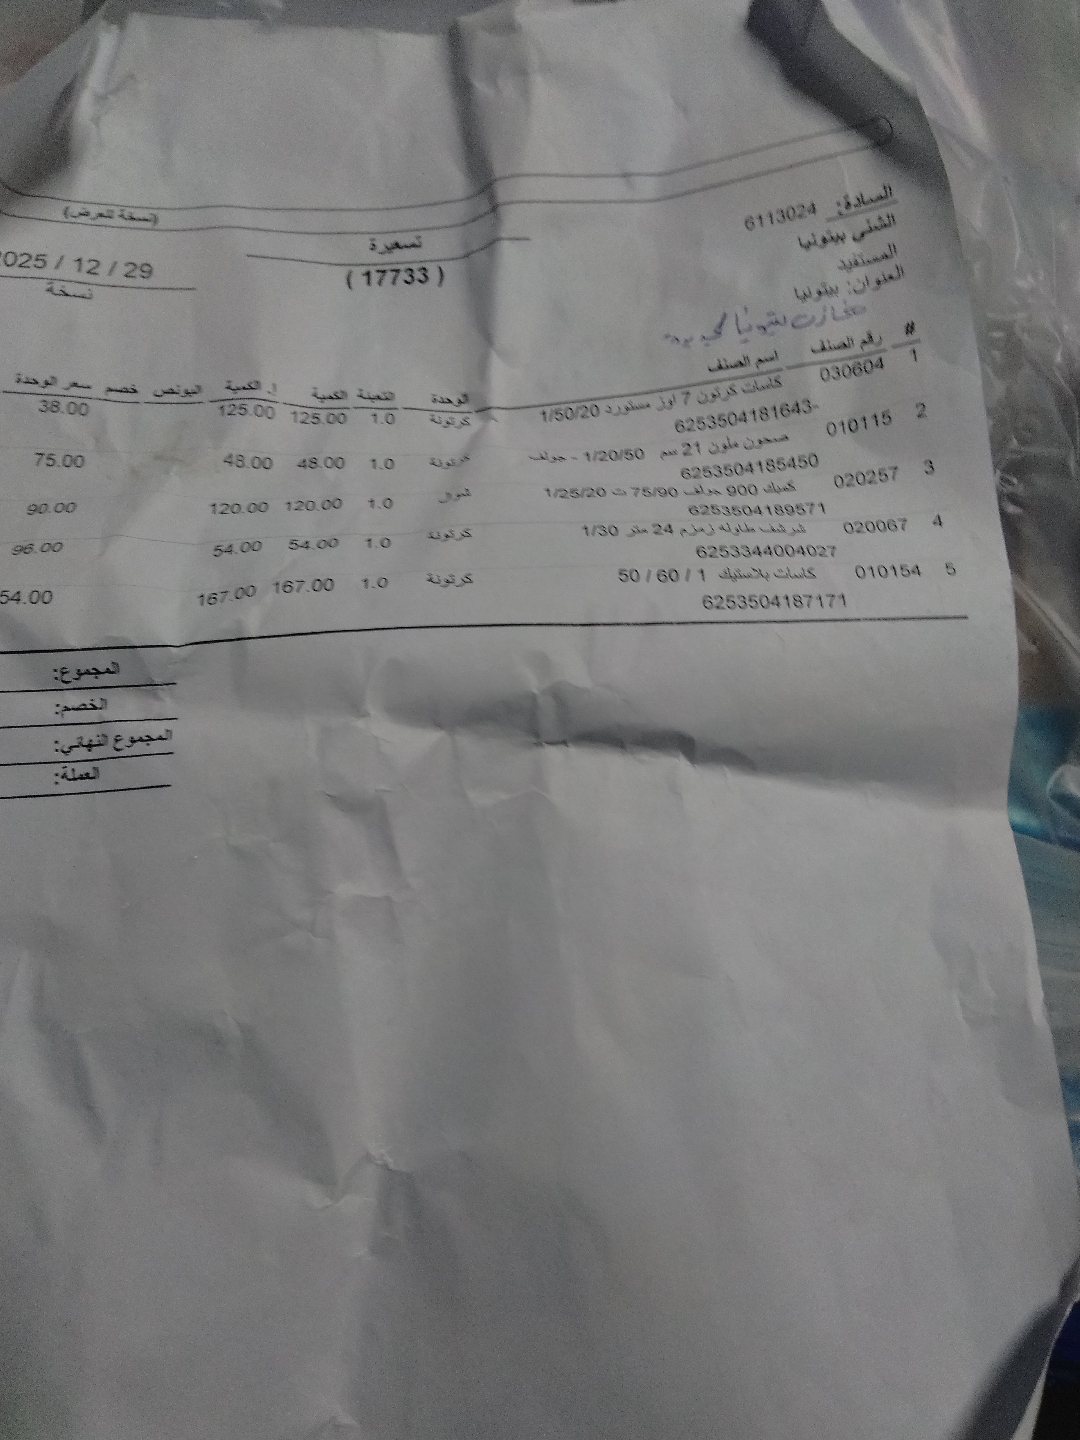 (نسخة للعرض)
السادة: 6113024
الشني بيتونيا
المستفيد
العنوان: بيتونيا
تسعيرة
( 17733 )
2025 / 12 / 29
نسخة
# رقم الصنف اسم الصنف الوحدة التعبئة الكمية إ. الكمية البونص خصم سعر الوحدة
1 030604 كاسات كرتون 7 اوز مستورد 1/50/20 كرتونة 1.0 125.00 125.00 38.00
6253504181643-
2 010115 صحون ملون 21 سم 1/20/50 - جولف كرتونة 1.0 48.00 48.00 75.00
6253504185450
3 020257 كميك 900 جولف 75/90 ت 1/25/20 شوال 1.0 120.00 120.00 90.00
6253504189571
4 020067 شرشف طاولة زمزم 24 متر 1/30 كرتونة 1.0 54.00 54.00 96.00
6253344004027
5 010154 كاسات بلاستيك 1 / 60 / 50 كرتونة 1.0 167.00 167.00 54.00
6253504187171
المجموع:
الخصم:
المجموع النهائي:
العملة: